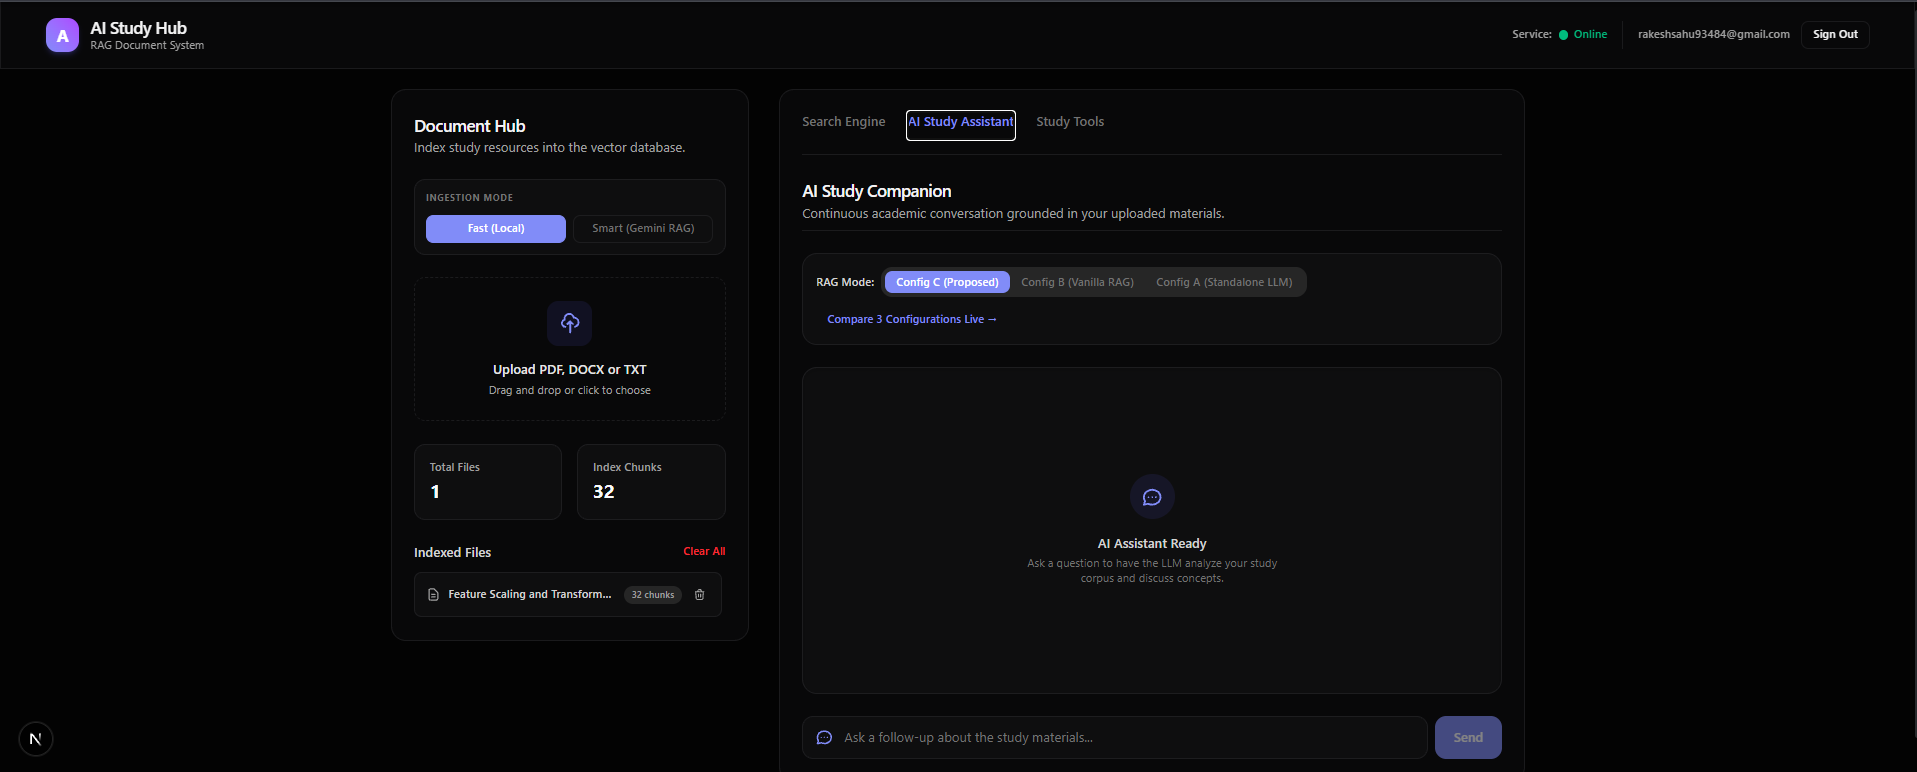 A
AI Study Hub
RAG Document System
Service: Online
rakeshsahu93484@gmail.com
Sign Out
Document Hub
Index study resources into the vector database.
INGESTION MODE
Fast (Local)
Smart (Gemini RAG)
Upload PDF, DOCX or TXT
Drag and drop or click to choose
Total Files
1
Index Chunks
32
Indexed Files
Clear All
Feature Scaling and Transform...
32 chunks
Search Engine
AI Study Assistant
Study Tools
AI Study Companion
Continuous academic conversation grounded in your uploaded materials.
RAG Mode:
Config C (Proposed)
Config B (Vanilla RAG)
Config A (Standalone LLM)
Compare 3 Configurations Live →
AI Assistant Ready
Ask a question to have the LLM analyze your study
corpus and discuss concepts.
Ask a follow-up about the study materials...
Send
N